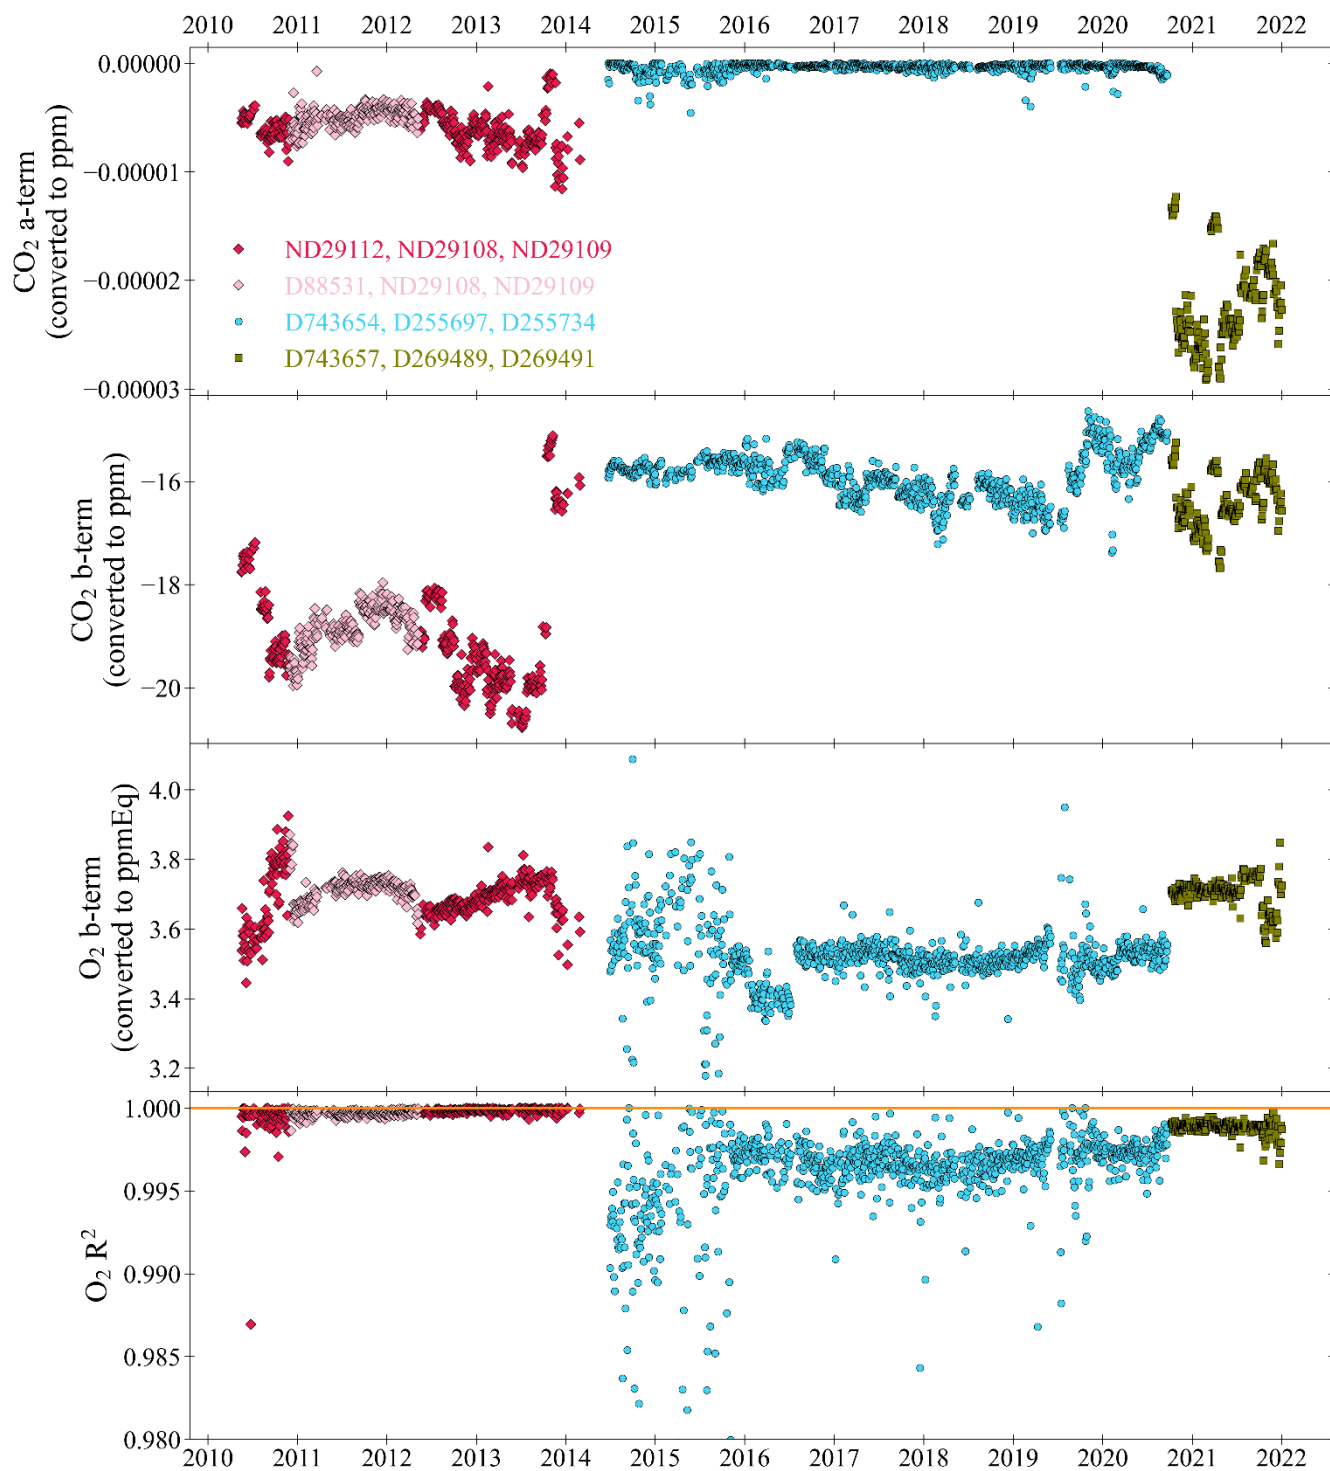 2010 2011 2012 2013 2014 2015 2016 2017 2018 2019 2020 2021 2022
CO₂ a-term
(converted to ppm)
0.00000
−0.00001
−0.00002
−0.00003
ND29112, ND29108, ND29109
D88531, ND29108, ND29109
D743654, D255697, D255734
D743657, D269489, D269491
CO₂ b-term
(converted to ppm)
−16
−18
−20
O₂ b-term
(converted to ppmEq)
4.0
3.8
3.6
3.4
3.2
O₂ R²
1.000
0.995
0.990
0.985
0.980
2010 2011 2012 2013 2014 2015 2016 2017 2018 2019 2020 2021 2022